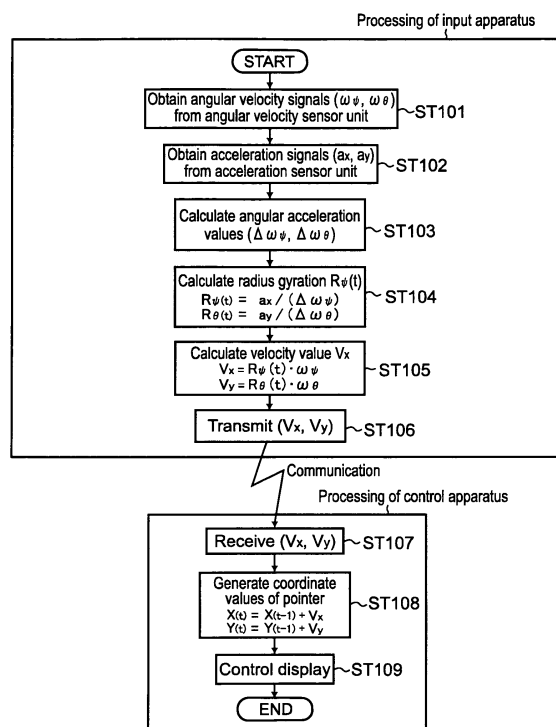 Processing of input apparatus
START
Obtain angular velocity signals (ωψ, ωθ)
from angular velocity sensor unit
ST101
Obtain acceleration signals (ax, ay)
from acceleration sensor unit
ST102
Calculate angular acceleration
values (Δωψ, Δωθ)
ST103
Calculate radius gyration Rψ(t)
Rψ(t) = ax / (Δωψ)
Rθ(t) = ay / (Δωθ)
ST104
Calculate velocity value Vx
Vx = Rψ(t)・ωψ
Vy = Rθ(t)・ωθ
ST105
Transmit (Vx, Vy)
ST106
Communication
Processing of control apparatus
Receive (Vx, Vy)
ST107
Generate coordinate
values of pointer
X(t) = X(t-1) + Vx
Y(t) = Y(t-1) + Vy
ST108
Control display
ST109
END